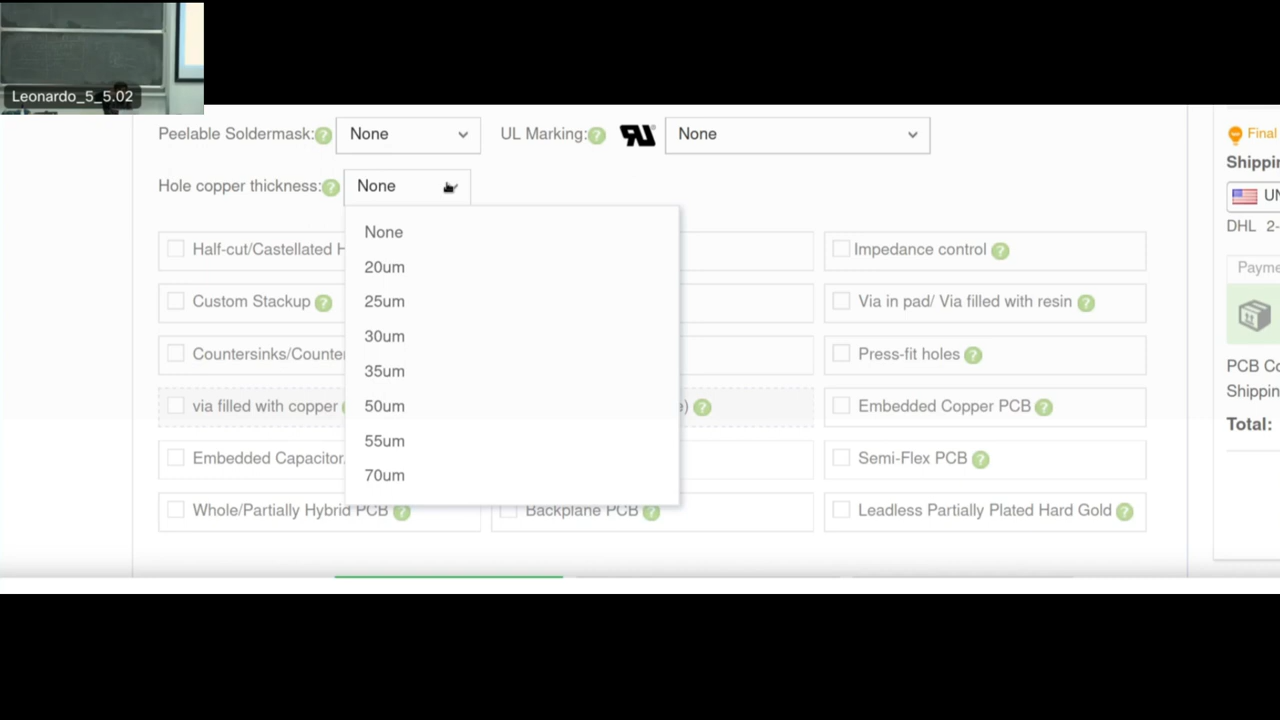 Leonardo_5_5.02
Peelable Soldermask: ? None UL Marking: ? None
Final
Shippin
Hole copper thickness: ? None
UN
None
DHL 2-
Half-cut/Castellated H
Impedance control ?
20um
Payme
Custom Stackup ?
25um
Via in pad/ Via filled with resin ?
30um
Countersinks/Counter
Press-fit holes ?
35um
PCB Co
Shippin
via filled with copper
50um
e) ?
Embedded Copper PCB ?
Total:
55um
Embedded Capacitor
Semi-Flex PCB ?
70um
Whole/Partially Hybrid PCB ?
Backplane PCB ?
Leadless Partially Plated Hard Gold ?